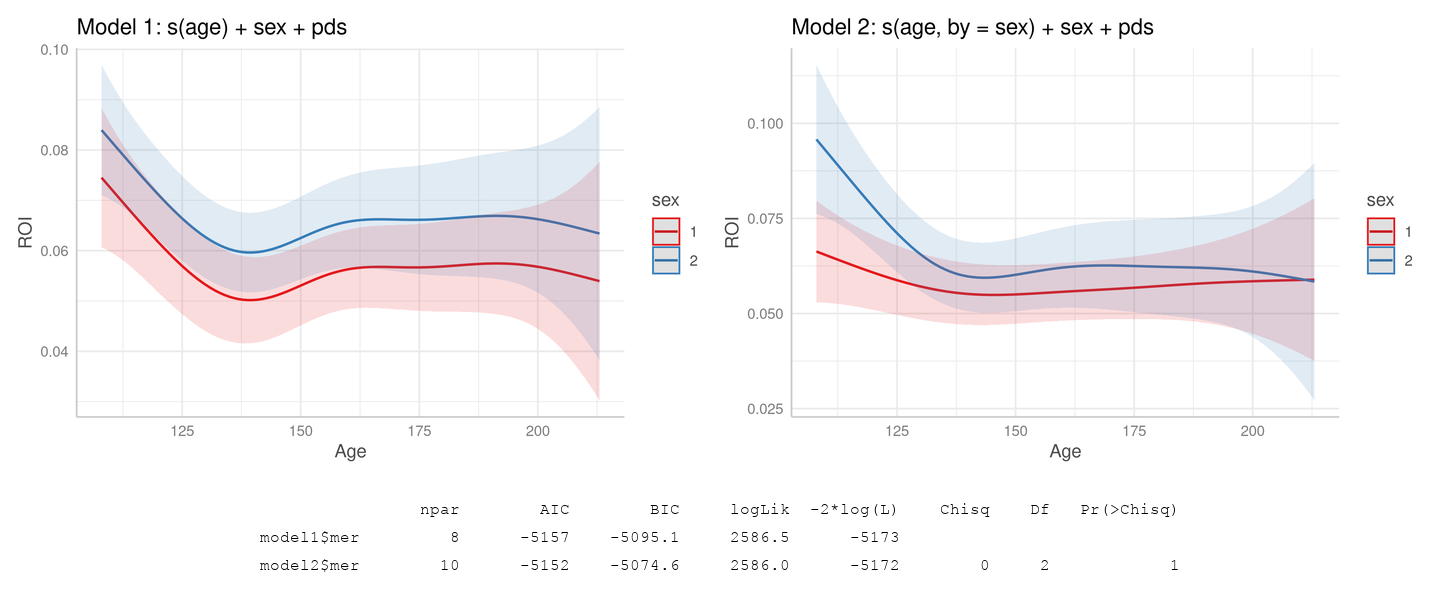 Model 1: s(age) + sex + pds
0.10
0.08
0.06
0.04
ROI
125 150 175 200
Age
sex
1
2
Model 2: s(age, by = sex) + sex + pds
0.100
0.075
0.050
0.025
ROI
125 150 175 200
Age
sex
1
2
npar AIC BIC logLik -2*log(L) Chisq Df Pr(>Chisq)
model1$mer 8 -5157 -5095.1 2586.5 -5173
model2$mer 10 -5152 -5074.6 2586.0 -5172 0 2 1